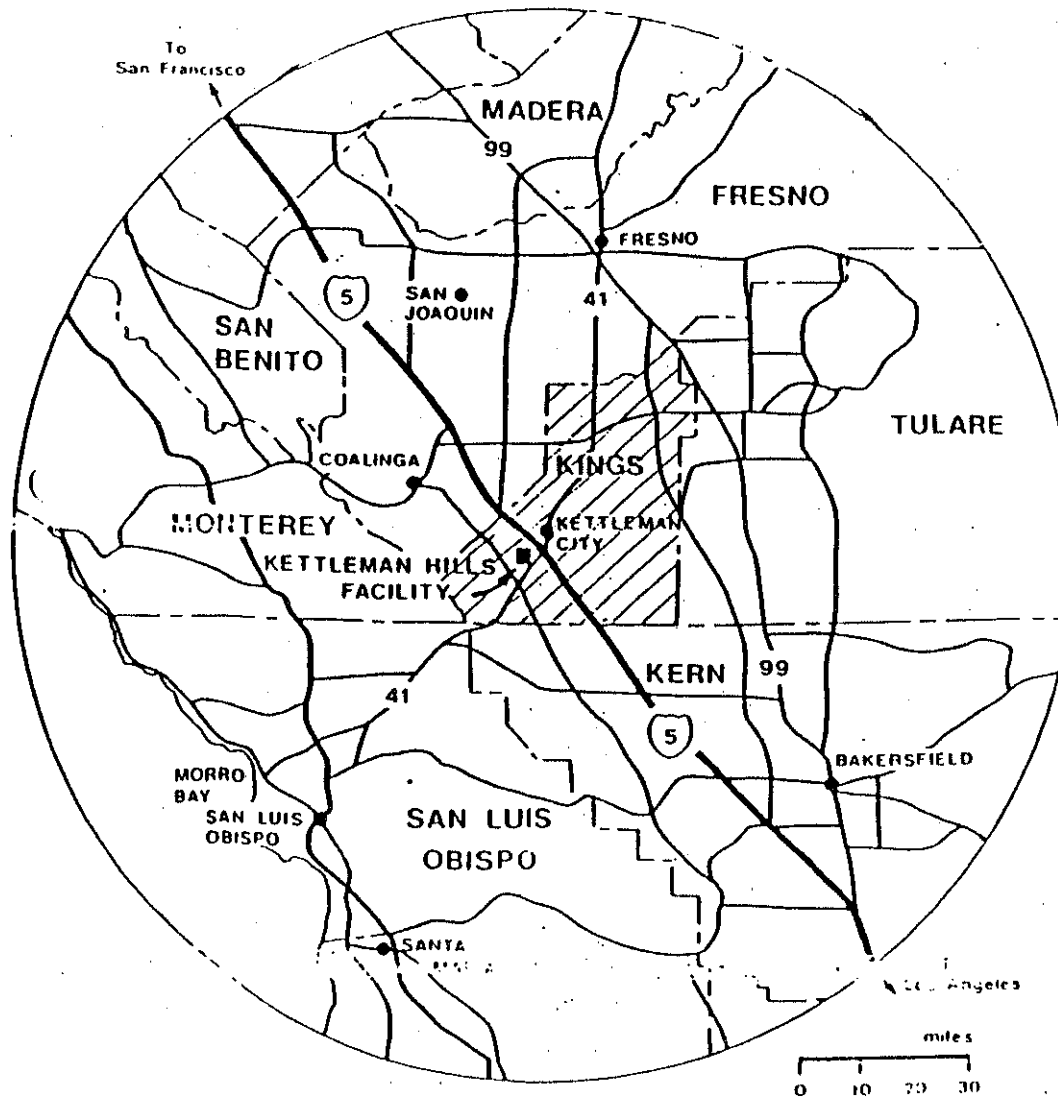 To
San Francisco
MADERA
99
FRESNO
FRESNO
5
SAN
JOAQUIN
41
SAN
BENITO
TULARE
COALINGA
KINGS
MONTEREY
KETTLEMAN
CITY
KETTLEMAN HILLS
FACILITY
KERN
99
41
5
BAKERSFIELD
MORRO
BAY
SAN LUIS
OBISPO
SAN LUIS
OBISPO
SANTA
Angeles
miles
0 10 20 30